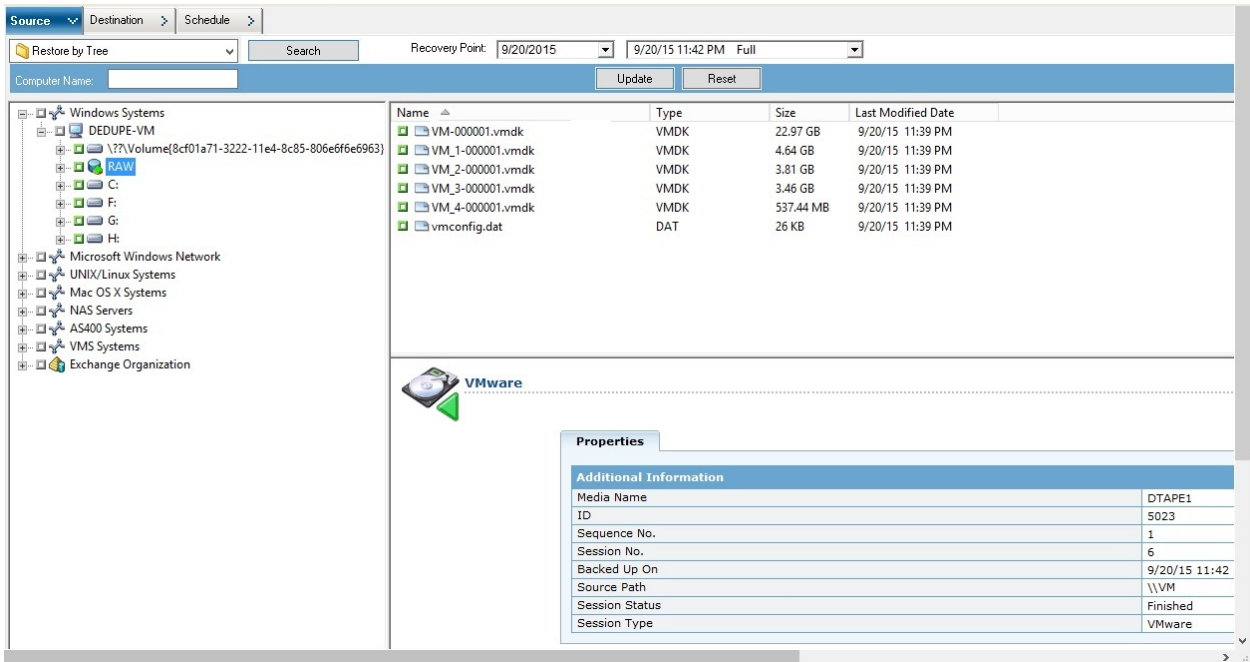 Source Destination Schedule
Restore by Tree Search Recovery Point: 9/20/2015 9/20/15 11:42 PM Full
Computer Name: Update Reset
Windows Systems
DEDUPE-VM
\??\Volume{8cf01a71-3222-11e4-8c85-806e6f6e6963}
RAW
C:
F:
G:
H:
Microsoft Windows Network
UNIX/Linux Systems
Mac OS X Systems
NAS Servers
AS400 Systems
VMS Systems
Exchange Organization
Name Type Size Last Modified Date
VM-000001.vmdk VMDK 22.97 GB 9/20/15 11:39 PM
VM_1-000001.vmdk VMDK 4.64 GB 9/20/15 11:39 PM
VM_2-000001.vmdk VMDK 3.81 GB 9/20/15 11:39 PM
VM_3-000001.vmdk VMDK 3.46 GB 9/20/15 11:39 PM
VM_4-000001.vmdk VMDK 537.44 MB 9/20/15 11:39 PM
vmconfig.dat DAT 26 KB 9/20/15 11:39 PM
VMware
Properties
Additional Information
Media Name DTAPE1
ID 5023
Sequence No. 1
Session No. 6
Backed Up On 9/20/15 11:42
Source Path \\VM
Session Status Finished
Session Type VMware